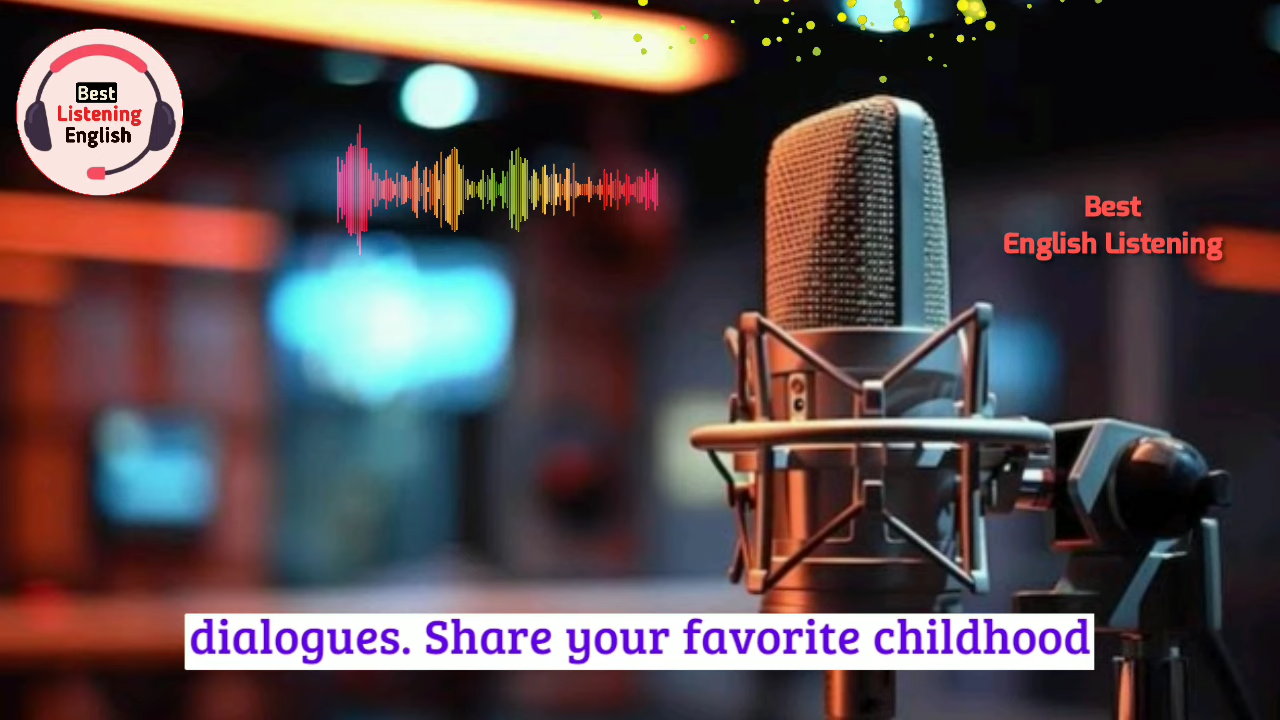 Best
Listening
English
Best
English Listening
dialogues. Share your favorite childhood